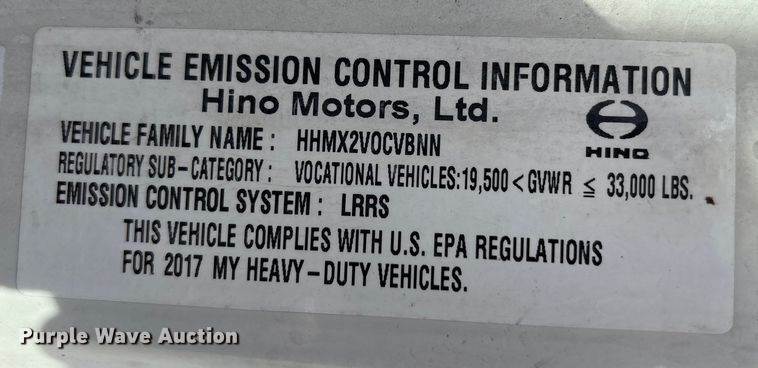 VEHICLE EMISSION CONTROL INFORMATION
Hino Motors, Ltd.
HINO
VEHICLE FAMILY NAME : HHMX2VOCVBNN
REGULATORY SUB-CATEGORY : VOCATIONAL VEHICLES:19,500 < GVWR ≦ 33,000 LBS.
EMISSION CONTROL SYSTEM : LRRS
THIS VEHICLE COMPLIES WITH U.S. EPA REGULATIONS
FOR 2017 MY HEAVY-DUTY VEHICLES.
Purple Wave Auction